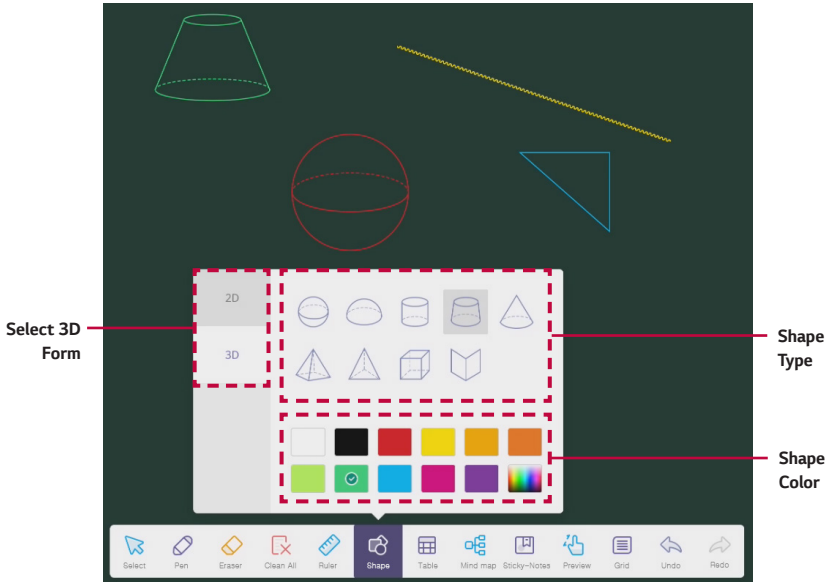 2D
3D
Select 3D
Form
Shape
Type
Shape
Color
Select Pen Eraser Clean All Ruler Shape Table Mind map Sticky-Notes Preview Grid Undo Redo